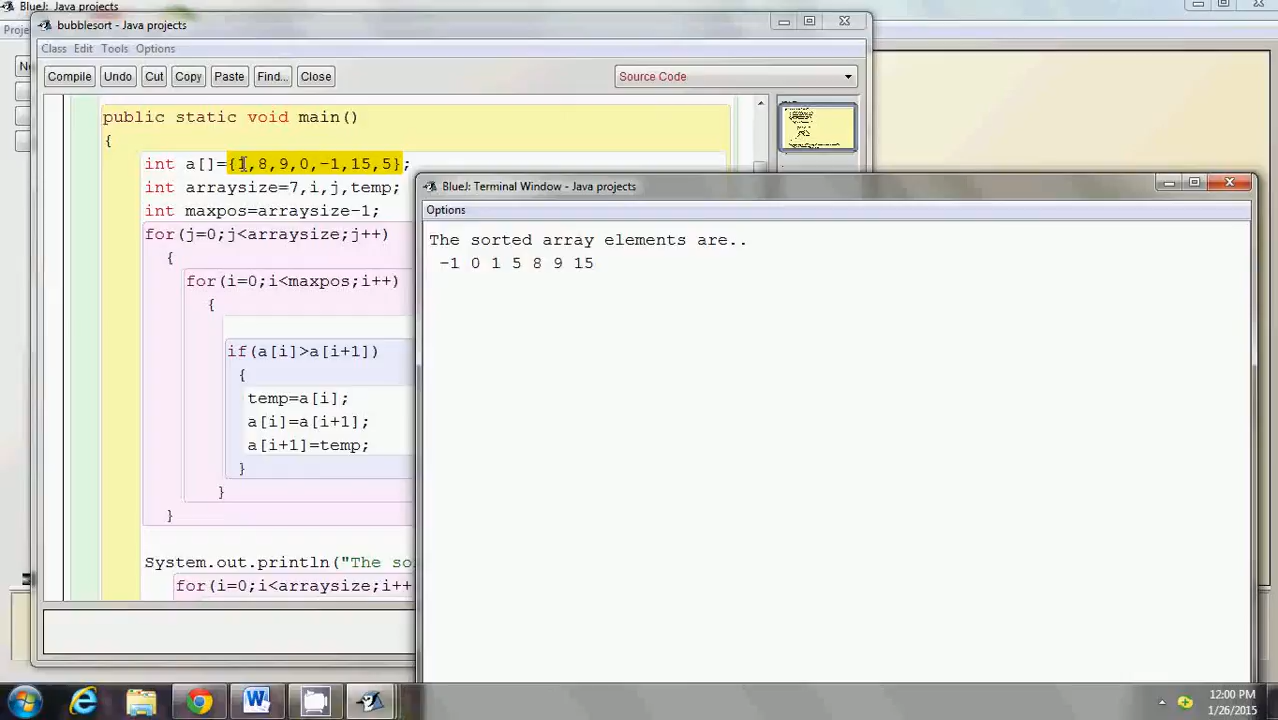 BlueJ: Terminal Window - Java projects
bubblesort - Java projects
Class Edit Tools Options
Compile Undo Cut Copy Paste Find... Close Source Code
public static void main()
{
int a[]={1,8,9,0,-1,15,5};
int arraysize=7,i,j,temp;
int maxpos=arraysize-1;
for(j=0;j<arraysize;j++)
{
for(i=0;i<maxpos;i++)
{
if(a[i]>a[i+1])
{
temp=a[i];
a[i]=a[i+1];
a[i+1]=temp;
}
}
}
System.out.println("The so
for(i=0;i<arraysize;i++
BlueJ: Terminal Window - Java projects
Options
The sorted array elements are..
-1 0 1 5 8 9 15
12:00 PM
1/26/2015